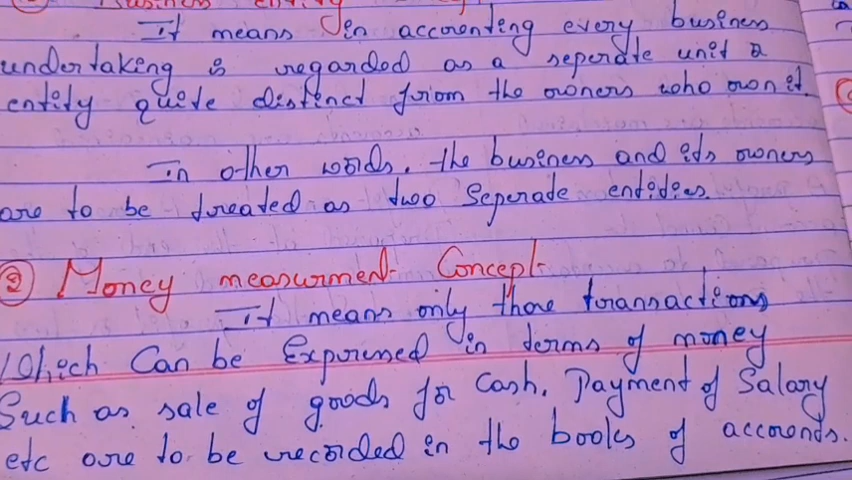 Business entity
It means in accounting every business
undertaking is regarded as a seperate unit a
entity quite distinct from the owners who own it.
In other words, the business and its owners
are to be treated as two Seperate entities.
② Money measurment Concept
It means only those transactions
Which Can be Expressed in terms of money
Such as sale of goods for Cash, Payment of Salary
etc are to be recorded in the books of accounts.